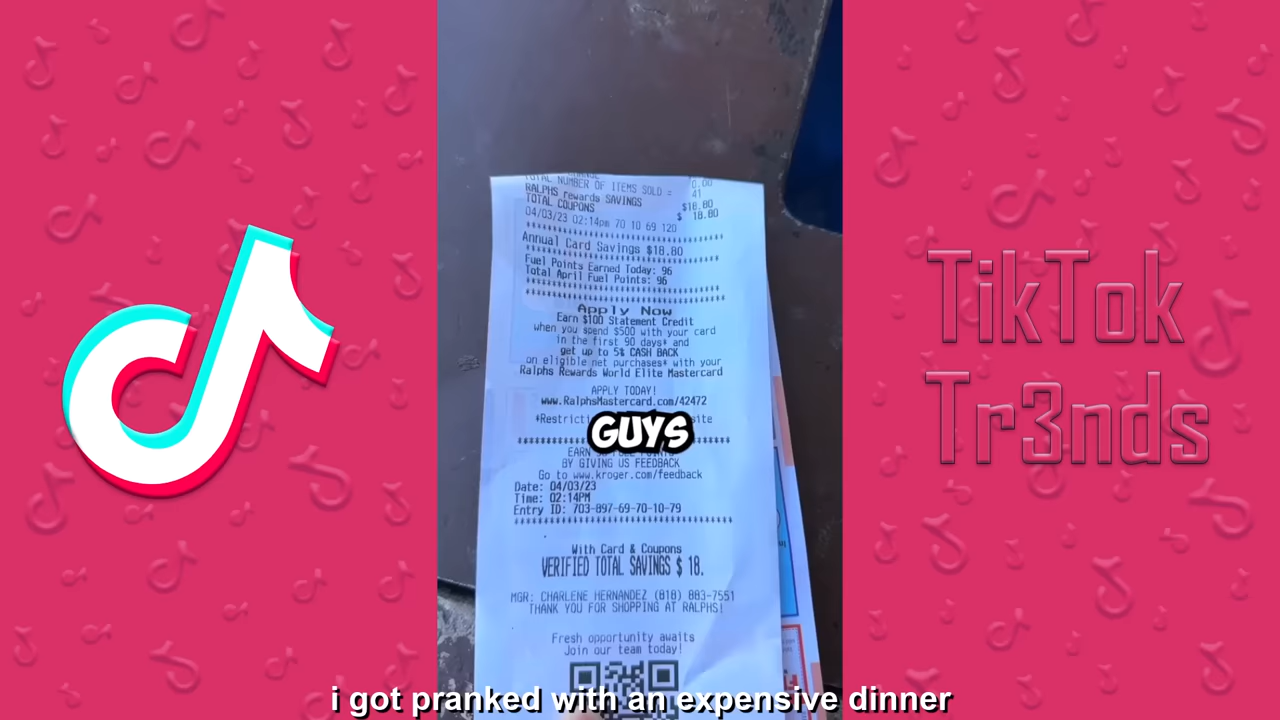 TOTAL NUMBER OF ITEMS SOLD = 41
RALPHS rewards SAVINGS $18.80
TOTAL COUPONS $ 18.80
04/03/23 02:14pm 70 10 69 120
Annual Card Savings $18.80
Fuel Points Earned Today: 96
Total April Fuel Points: 96
Apply Now
Earn $100 Statement Credit
when you spend $500 with your card
in the first 90 days* and
get up to 5% CASH BACK
on eligible net purchases* with your
Ralphs Rewards World Elite Mastercard
APPLY TODAY!
www.RalphsMastercard.com/42472
GUYS
EARN
BY GIVING US FEEDBACK
Go to www.kroger.com/feedback
Date: 04/03/23
Time: 02:14PM
Entry ID: 703-897-69-70-10-79
With Card & Coupons
VERIFIED TOTAL SAVINGS $ 18.
MGR: CHARLENE HERNANDEZ (818) 883-7551
THANK YOU FOR SHOPPING AT RALPHS!
Fresh opportunity awaits
Join our team today!
i got pranked with an expensive dinner
TikTok
Tr3nds